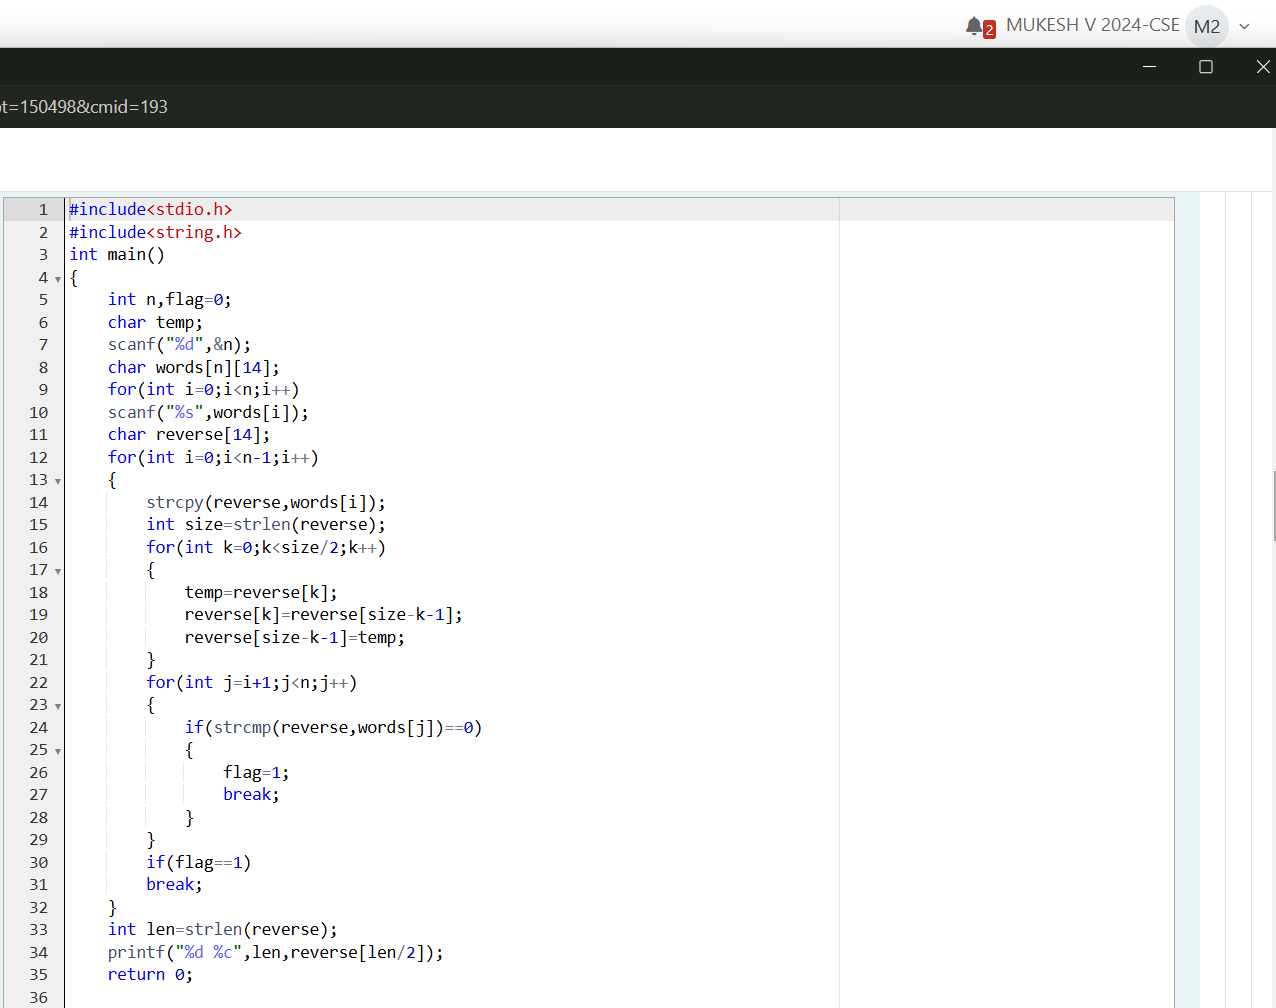 2 MUKESH V 2024-CSE M2
t=150498&cmid=193
1 #include<stdio.h>
2 #include<string.h>
3 int main()
4 {
5 int n,flag=0;
6 char temp;
7 scanf("%d",&n);
8 char words[n][14];
9 for(int i=0;i<n;i++)
10 scanf("%s",words[i]);
11 char reverse[14];
12 for(int i=0;i<n-1;i++)
13 {
14 strcpy(reverse,words[i]);
15 int size=strlen(reverse);
16 for(int k=0;k<size/2;k++)
17 {
18 temp=reverse[k];
19 reverse[k]=reverse[size-k-1];
20 reverse[size-k-1]=temp;
21 }
22 for(int j=i+1;j<n;j++)
23 {
24 if(strcmp(reverse,words[j])==0)
25 {
26 flag=1;
27 break;
28 }
29 }
30 if(flag==1)
31 break;
32 }
33 int len=strlen(reverse);
34 printf("%d %c",len,reverse[len/2]);
35 return 0;
36